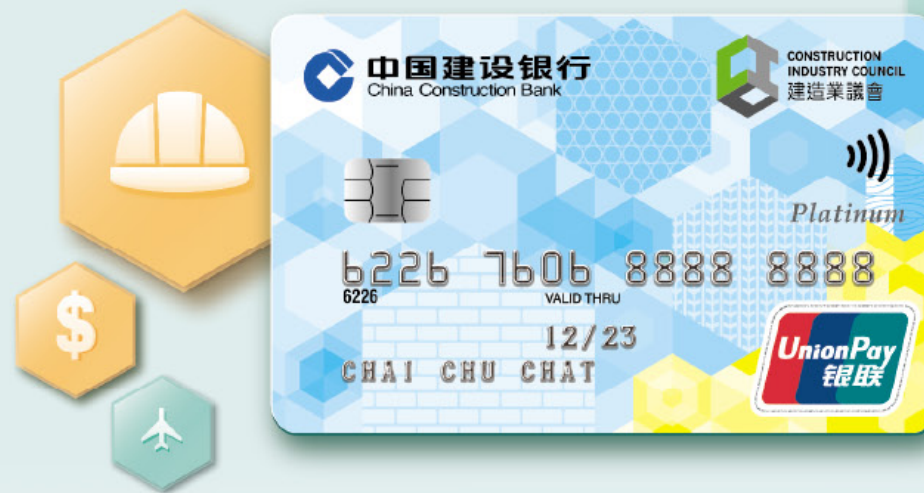 中国建设银行
China Construction Bank
CONSTRUCTION
INDUSTRY COUNCIL
建造業議會
Platinum
6226 7606 8888 8888
6226
VALID THRU
12/23
CHAI CHU CHAT
UnionPay
银联
$